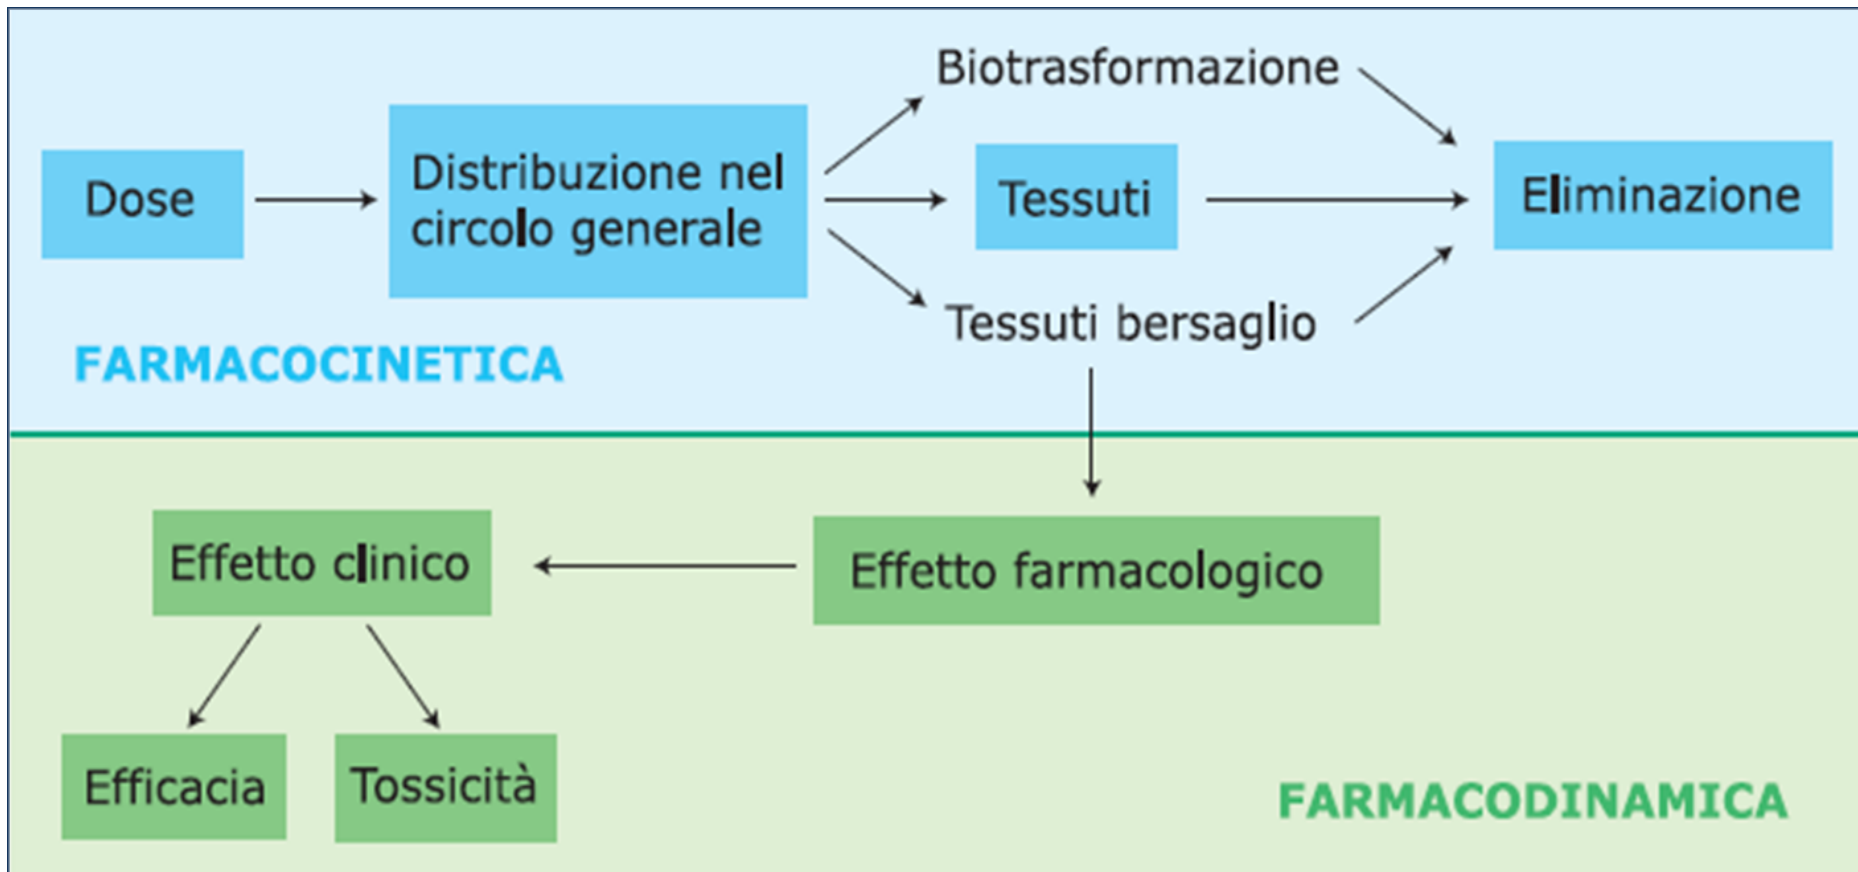 Biotrasformazione
Dose
Distribuzione nel
circolo generale
Tessuti
Eliminazione
Tessuti bersaglio
FARMACOCINETICA
Effetto clinico
Effetto farmacologico
Efficacia
Tossicità
FARMACODINAMICA